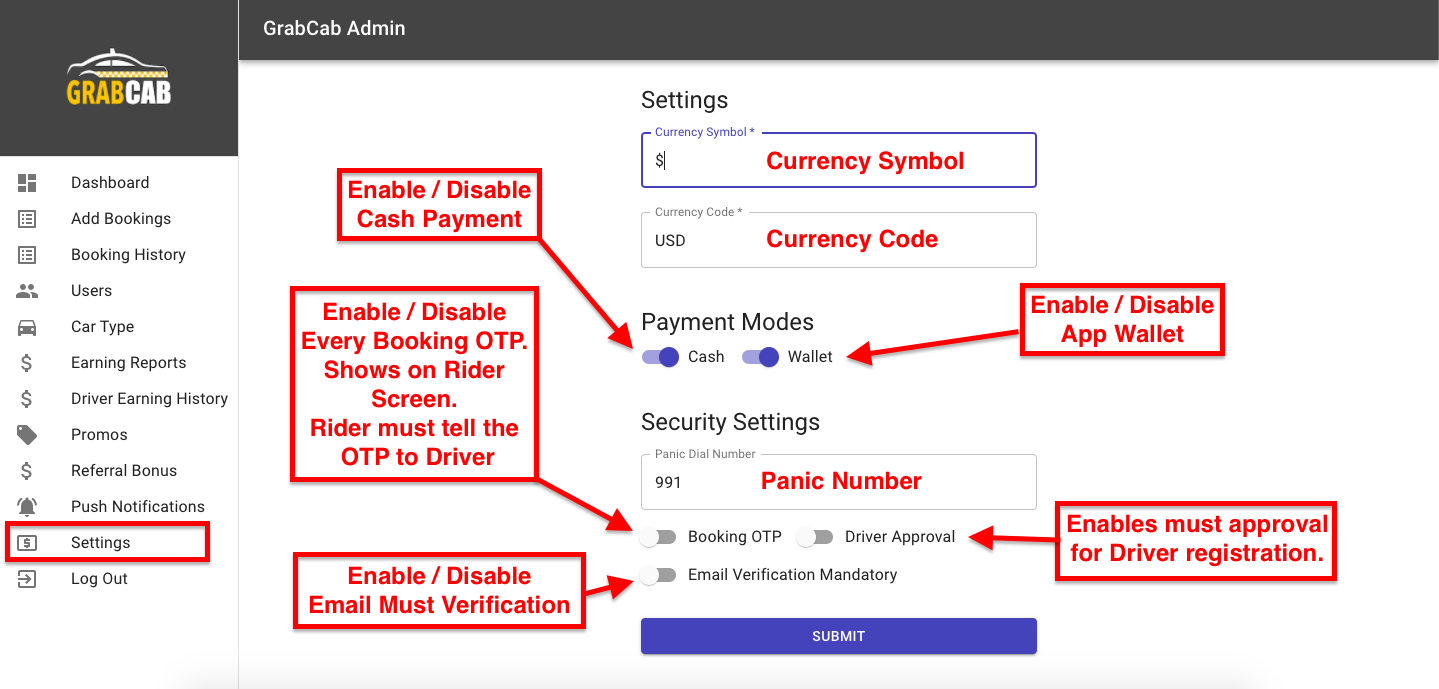 GrabCab Admin
GRABCAB
Dashboard
Add Bookings
Booking History
Users
Car Type
Earning Reports
Driver Earning History
Promos
Referral Bonus
Push Notifications
Settings
Log Out
Settings
Currency Symbol *
$
Currency Symbol
Currency Code *
USD
Currency Code
Enable / Disable
Cash Payment
Payment Modes
Cash
Wallet
Enable / Disable
App Wallet
Enable / Disable
Every Booking OTP.
Shows on Rider
Screen.
Rider must tell the
OTP to Driver
Security Settings
Panic Dial Number
991
Panic Number
Booking OTP
Driver Approval
Enables must approval
for Driver registration.
Email Verification Mandatory
Enable / Disable
Email Must Verification
SUBMIT